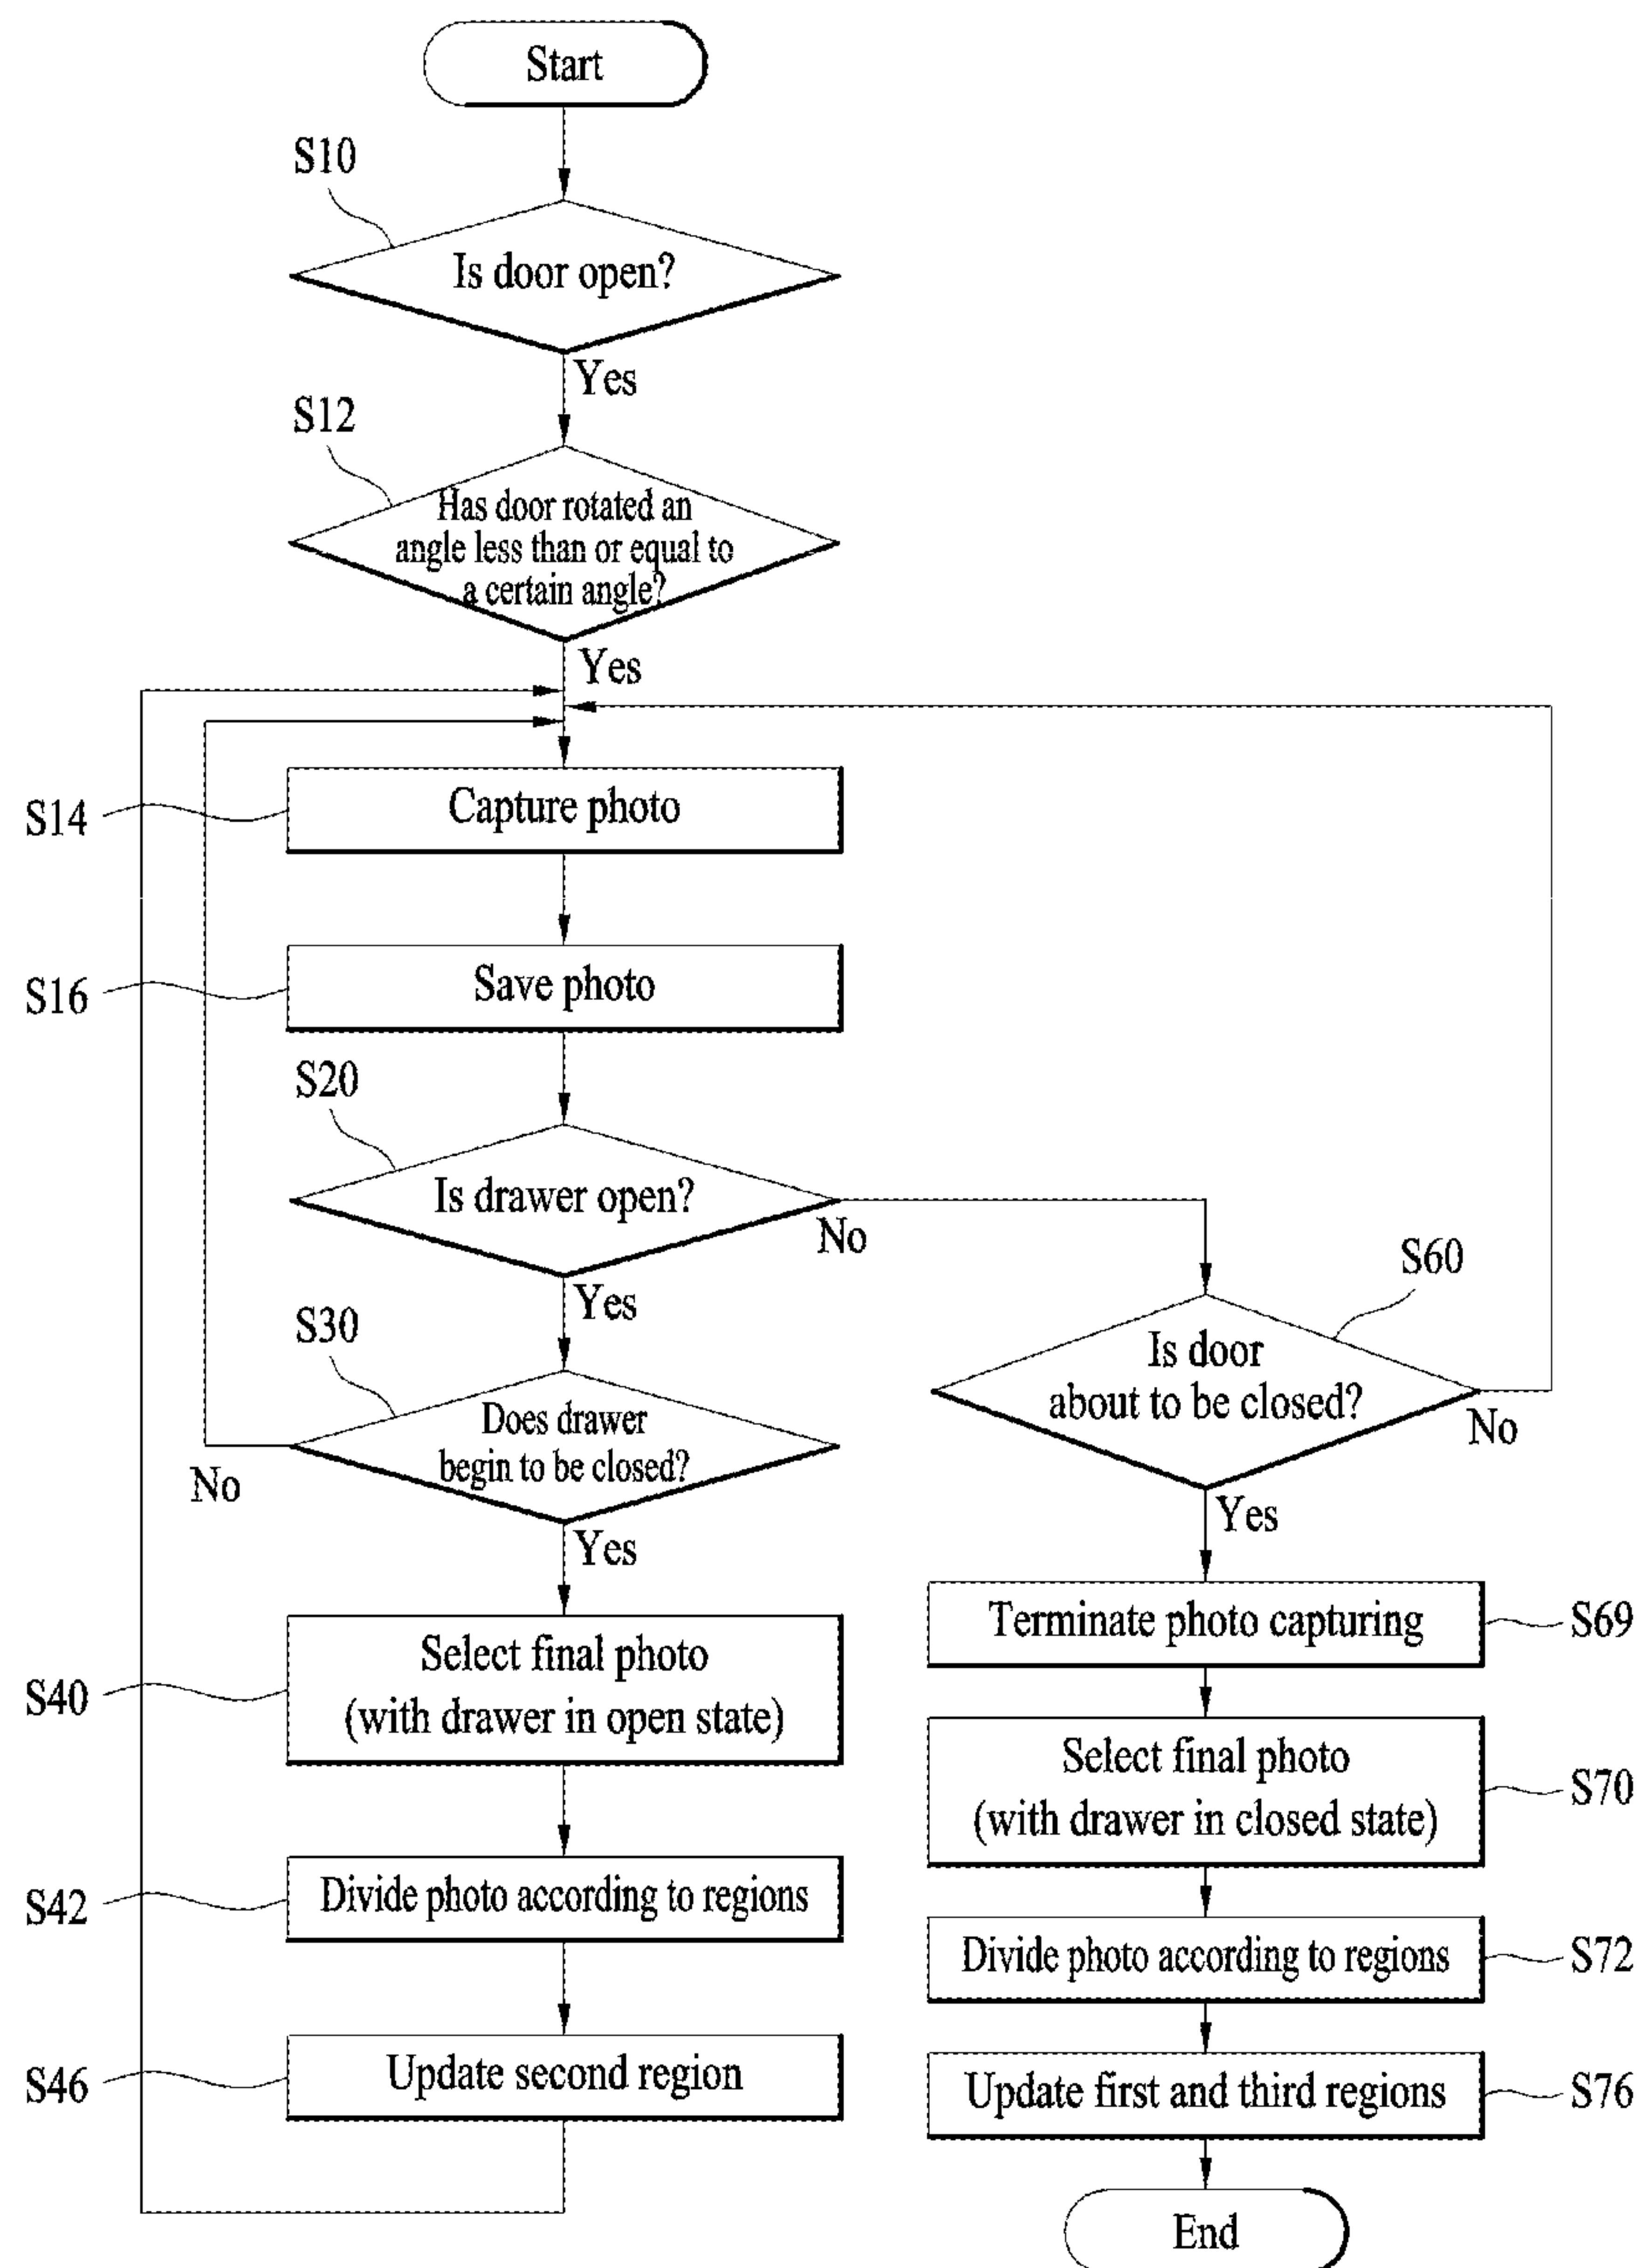 Start
S10
Is door open?
Yes
S12
Has door rotated an
angle less than or equal to
a certain angle?
Yes
S14
Capture photo
S16
Save photo
S20
Is drawer open?
No
Yes
S30
Does drawer
begin to be closed?
No
Yes
S40
Select final photo
(with drawer in open state)
S42
Divide photo according to regions
S46
Update second region
S60
Is door
about to be closed?
No
Yes
Terminate photo capturing
S69
Select final photo
(with drawer in closed state)
S70
Divide photo according to regions
S72
Update first and third regions
S76
End